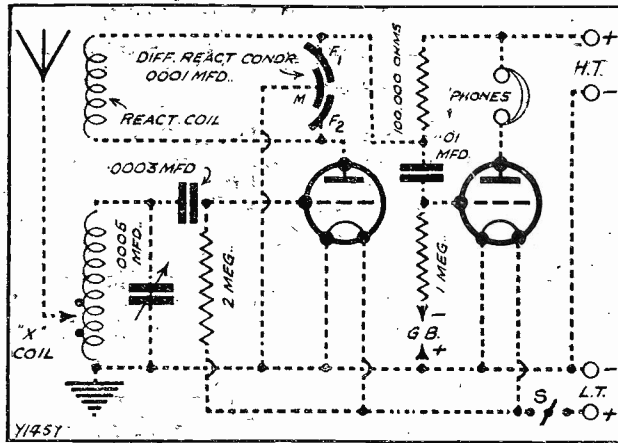 DIFF. REACT CONDR.
.0001 MFD.
F1
M
F2
REACT COIL
100,000 OHMS
PHONES
+
H.T.
-
.01
MFD.
.0003 MFD
.0005
MFD.
2 MEG.
1 MEG.
-
G.B.
+
"X"
COIL
-
L.T.
S
+
Y1457